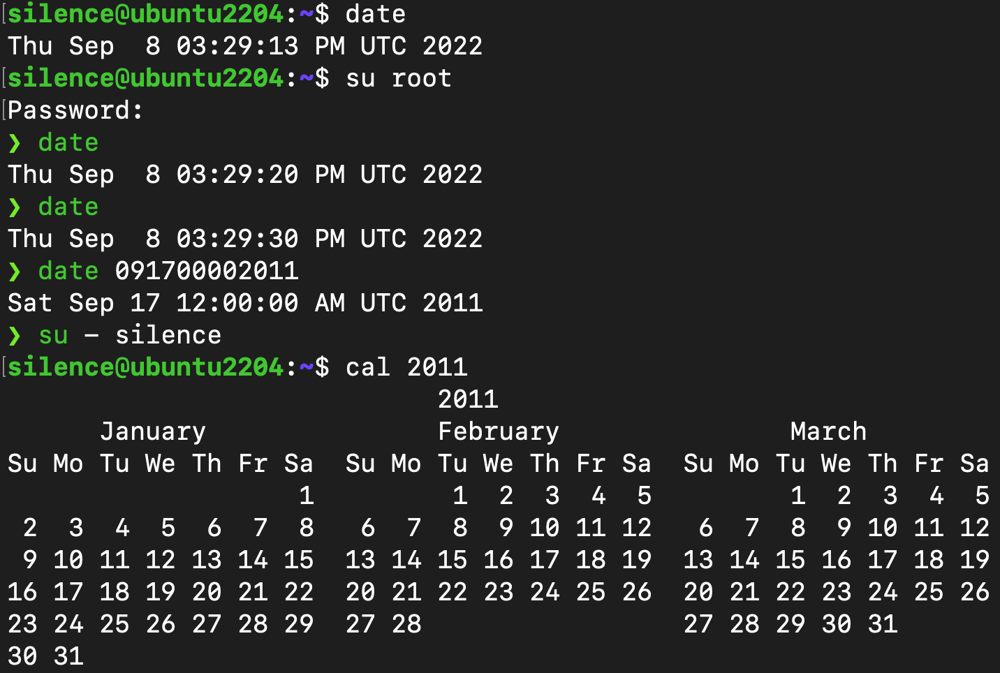 [silence@ubuntu2204:~$ date
Thu Sep  8 03:29:13 PM UTC 2022
[silence@ubuntu2204:~$ su root
[Password:
❯ date
Thu Sep  8 03:29:20 PM UTC 2022
❯ date
Thu Sep  8 03:29:30 PM UTC 2022
❯ date 091700002011
Sat Sep 17 12:00:00 AM UTC 2011
❯ su - silence
[silence@ubuntu2204:~$ cal 2011
                            2011
      January               February               March
Su Mo Tu We Th Fr Sa  Su Mo Tu We Th Fr Sa  Su Mo Tu We Th Fr Sa
                   1         1  2  3  4  5         1  2  3  4  5
 2  3  4  5  6  7  8   6  7  8  9 10 11 12   6  7  8  9 10 11 12
 9 10 11 12 13 14 15  13 14 15 16 17 18 19  13 14 15 16 17 18 19
16 17 18 19 20 21 22  20 21 22 23 24 25 26  20 21 22 23 24 25 26
23 24 25 26 27 28 29  27 28                 27 28 29 30 31
30 31